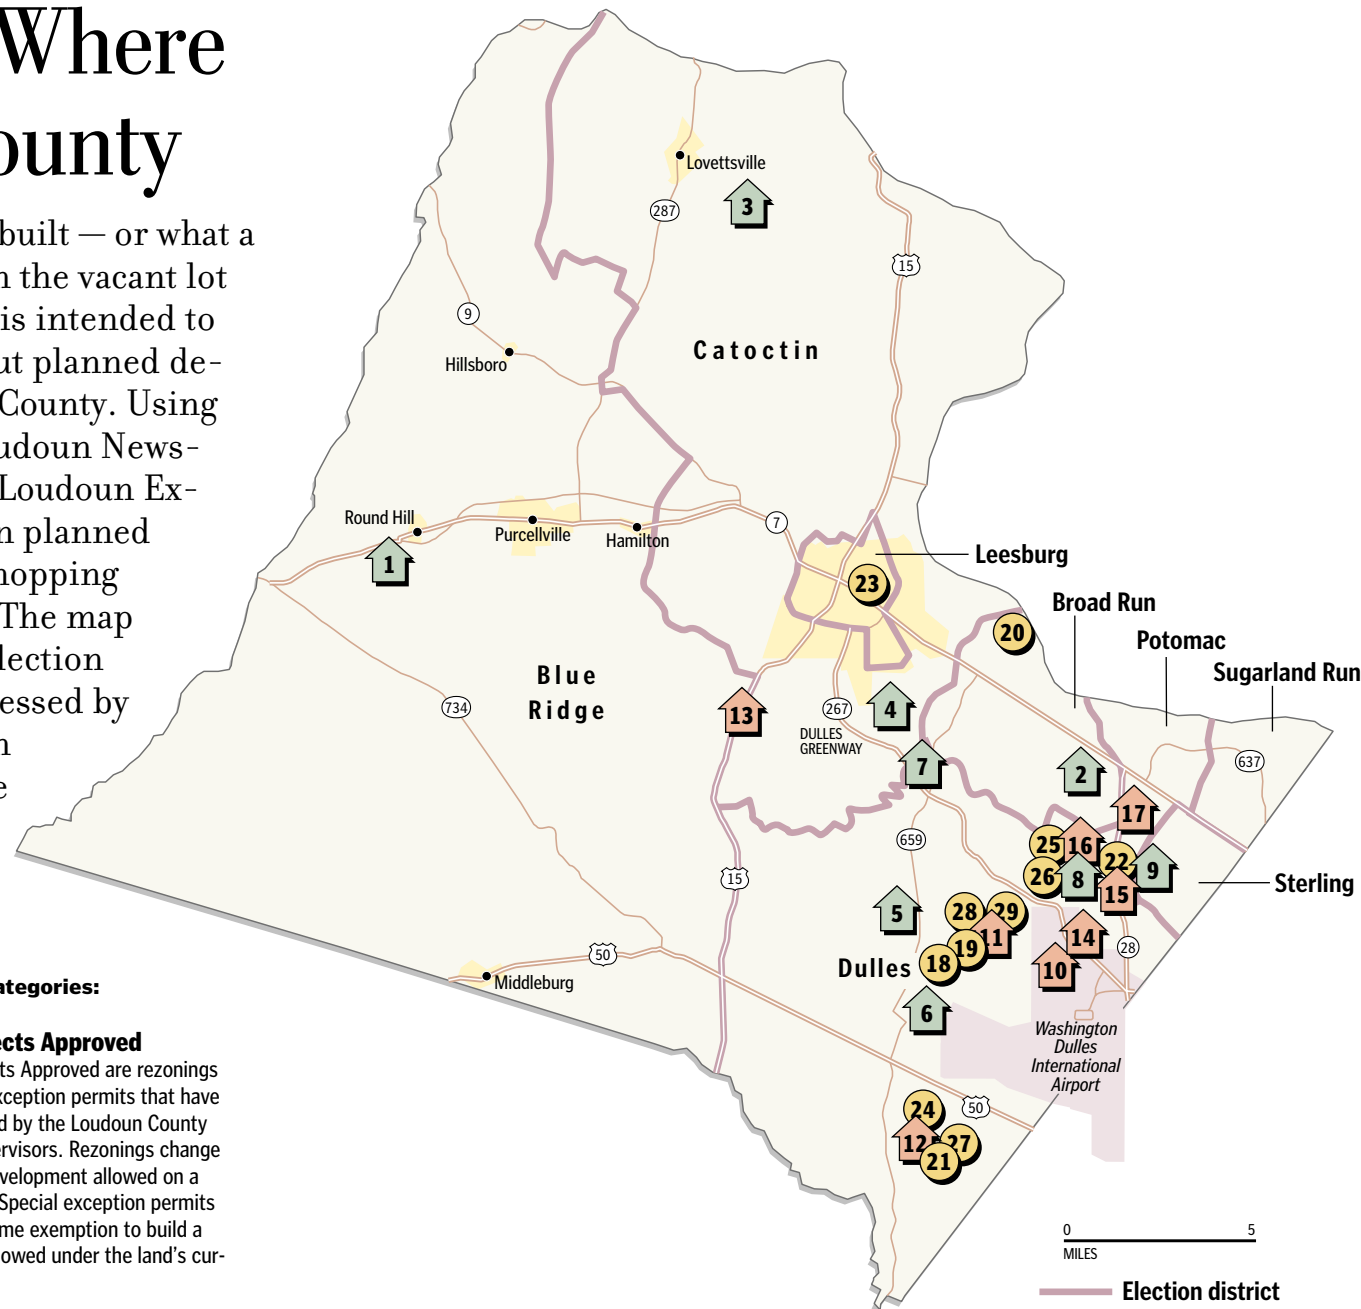 Where
ounty
built — or what a
n the vacant lot
is intended to
ut planned de-
County. Using
udoun News-
Loudoun Ex-
n planned
hopping
The map
lection
essed by
n
e
ategories:
ects Approved
ts Approved are rezonings
xception permits that have
d by the Loudoun County
ervisors. Rezonings change
velopment allowed on a
Special exception permits
me exemption to build a
lowed under the land's cur-
Lovettsville
3
287
15
9
Catoctin
Hillsboro
Round Hill
Purcellville
Hamilton
7
1
Leesburg
23
Broad Run
20
Potomac
Sugarland Run
Blue
Ridge
734
13
267
DULLES
GREENWAY
4
7
2
637
17
659
25
16
22
9
26
8
15
Sterling
15
5
28
29
11
14
19
18
Dulles
28
10
50
Middleburg
6
Washington
Dulles
International
Airport
24
50
12
27
21
0 5
MILES
Election district